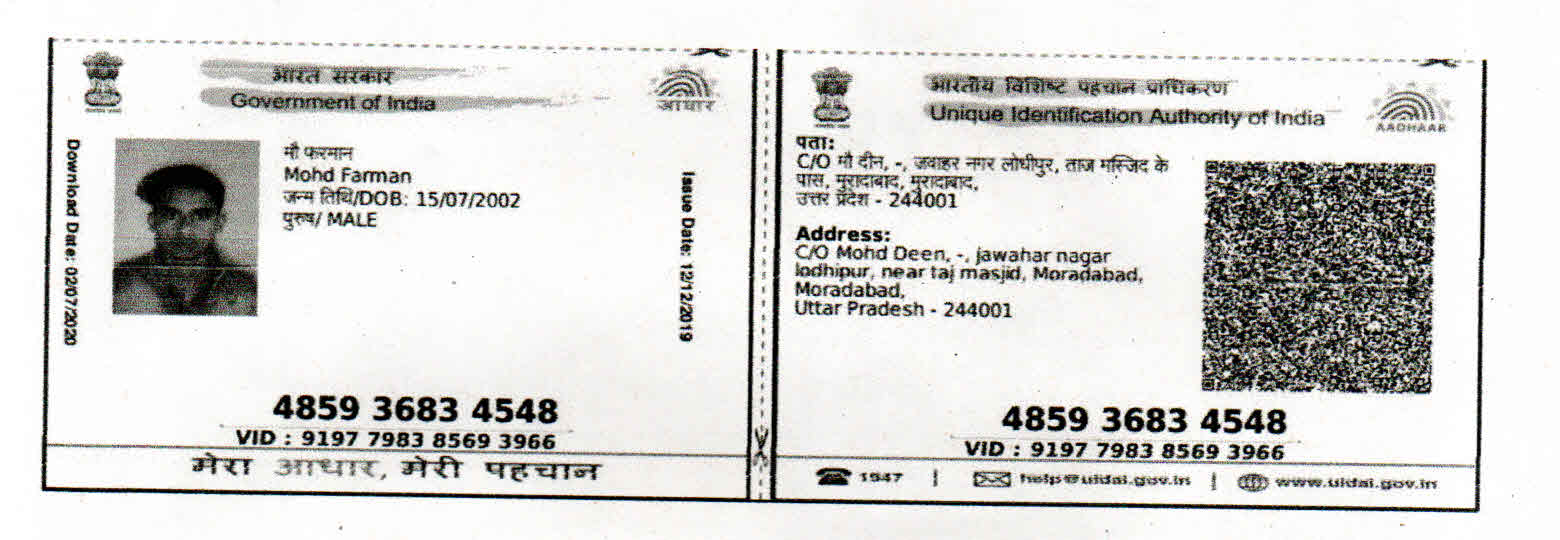 भारत सरकार
Government of India
आधार
Download Date: 02/07/2020
मौ फरमान
Mohd Farman
जन्म तिथि/DOB: 15/07/2002
पुरुष/ MALE
Issue Date: 12/12/2019
4859 3683 4548
VID : 9197 7983 8569 3966
मेरा आधार, मेरी पहचान
भारतीय विशिष्ट पहचान प्राधिकरण
Unique Identification Authority of India
AADHAAR
पता:
C/O मौ दीन, -, जवाहर नगर लोधीपुर, ताज मस्जिद के
पास, मुरादाबाद, मुरादाबाद,
उत्तर प्रदेश - 244001
Address:
C/O Mohd Deen, -, jawahar nagar
lodhipur, near taj masjid, Moradabad,
Moradabad,
Uttar Pradesh - 244001
4859 3683 4548
VID : 9197 7983 8569 3966
1947 | help@uidai.gov.in | www.uidai.gov.in